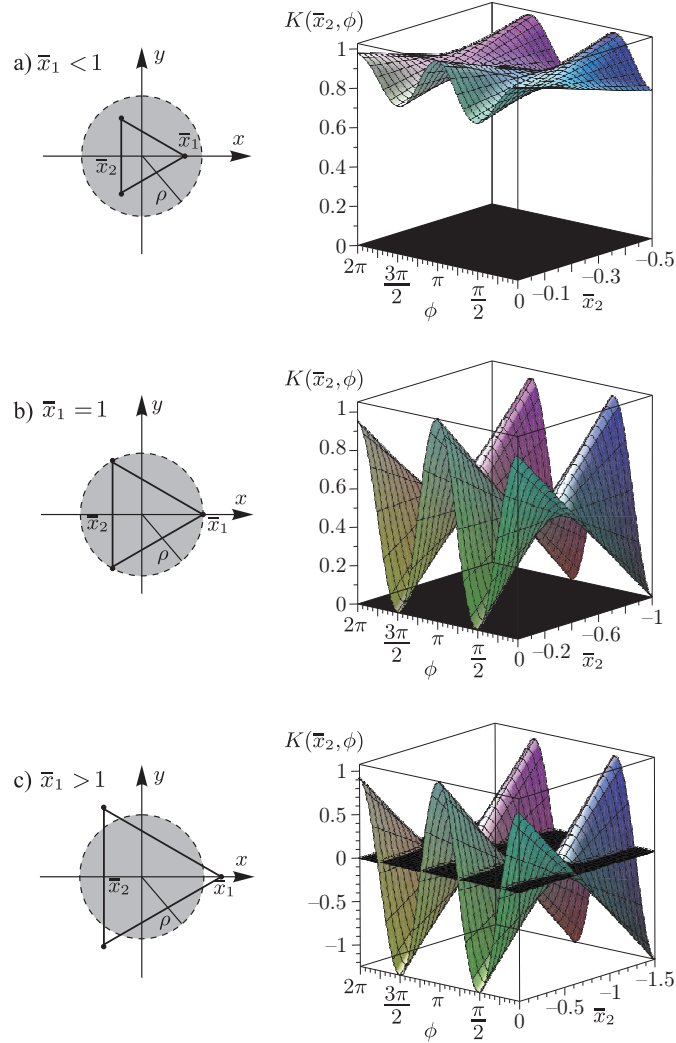 a) x̅₁ < 1
y
x
x̅₁
x̅₂
ρ
K(x̅₂,ϕ)
1
0.8
0.6
0.4
0.2
0
2π
3π/2
π
π/2
0
ϕ
−0.1
−0.3
−0.5
x̅₂
b) x̅₁ = 1
y
x
x̅₁
x̅₂
ρ
K(x̅₂,ϕ)
1
0.8
0.6
0.4
0.2
0
2π
3π/2
π
π/2
0
ϕ
−0.2
−0.6
−1
x̅₂
c) x̅₁ > 1
y
x
x̅₁
x̅₂
ρ
K(x̅₂,ϕ)
1
0.5
0
−0.5
−1
2π
3π/2
π
π/2
0
ϕ
−0.5
−1
−1.5
x̅₂